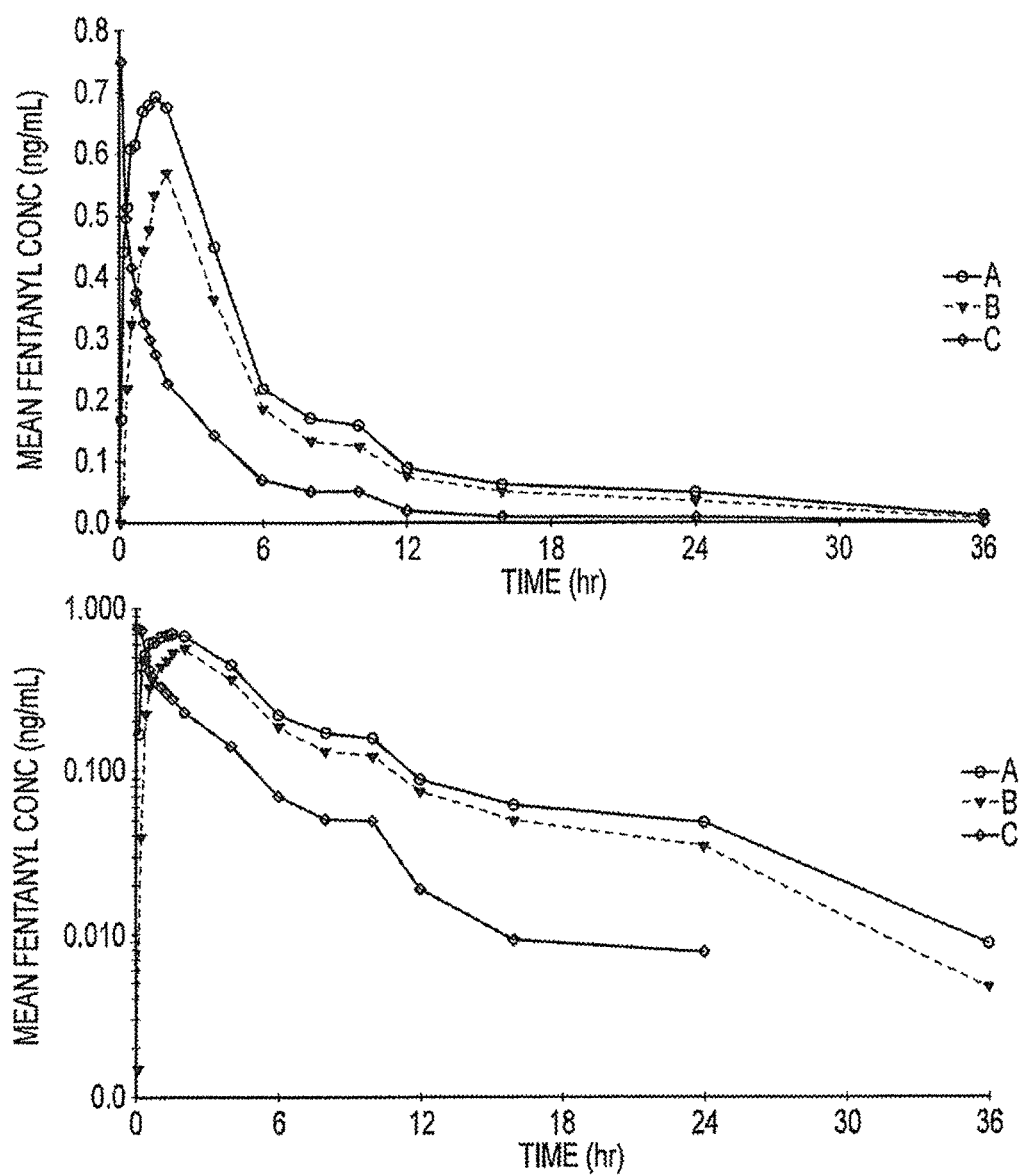 MEAN FENTANYL CONC (ng/mL)
0.8
0.7
0.6
0.5
0.4
0.3
0.2
0.1
0.0
0 6 12 18 24 30 36
TIME (hr)
A
B
C
MEAN FENTANYL CONC (ng/mL)
1.000
0.100
0.010
0.0
0 6 12 18 24 30 36
TIME (hr)
A
B
C